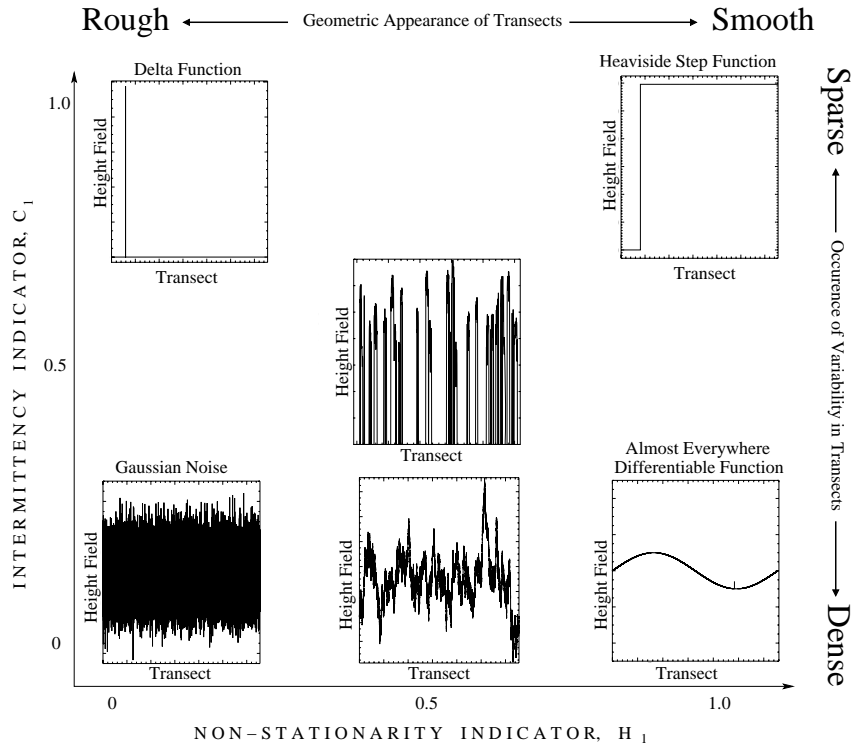 Rough
Geometric Appearance of Transects
Smooth
Delta Function
Heaviside Step Function
Height Field
Transect
Height Field
Transect
Sparse
Occurence of Variability in Transects
Dense
INTERMITTENCY INDICATOR, C1
1.0
0.5
0
Height Field
Transect
Gaussian Noise
Height Field
Transect
Height Field
Transect
Almost Everywhere
Differentiable Function
Height Field
Transect
0
0.5
1.0
NON−STATIONARITY INDICATOR, H1